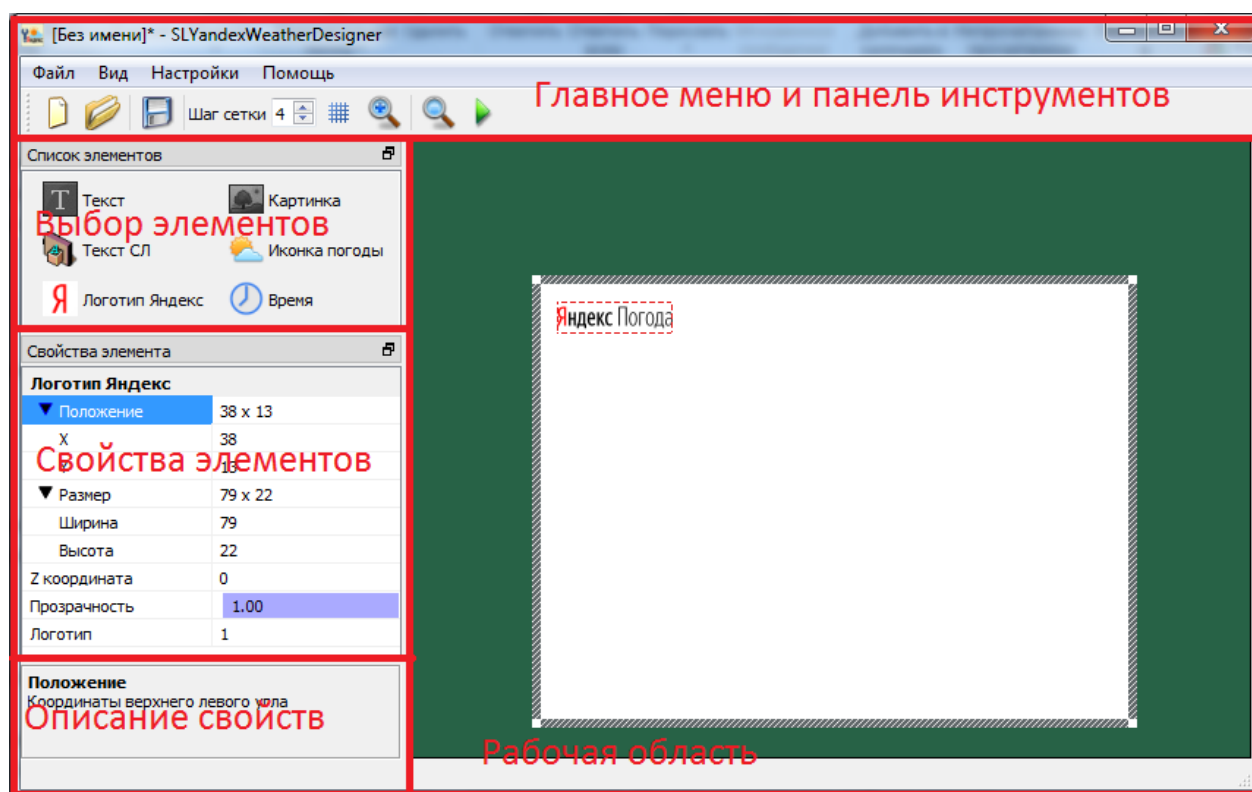 [Без имени]* - SLYandexWeatherDesigner
Файл Вид Настройки Помощь
Шаг сетки 4
Главное меню и панель инструментов
Список элементов
T Текст Картинка
Выбор элементов
Текст СЛ Иконка погоды
Я Логотип Яндекс Время
Яндекс Погода
Свойства элемента
Логотип Яндекс
Положение 38 x 13
X 38
Свойства элементов
Y 13
Размер 79 x 22
Ширина 79
Высота 22
Z координата 0
Прозрачность 1.00
Логотип 1
Положение
Координаты верхнего левого угла
Описание свойств
Рабочая область